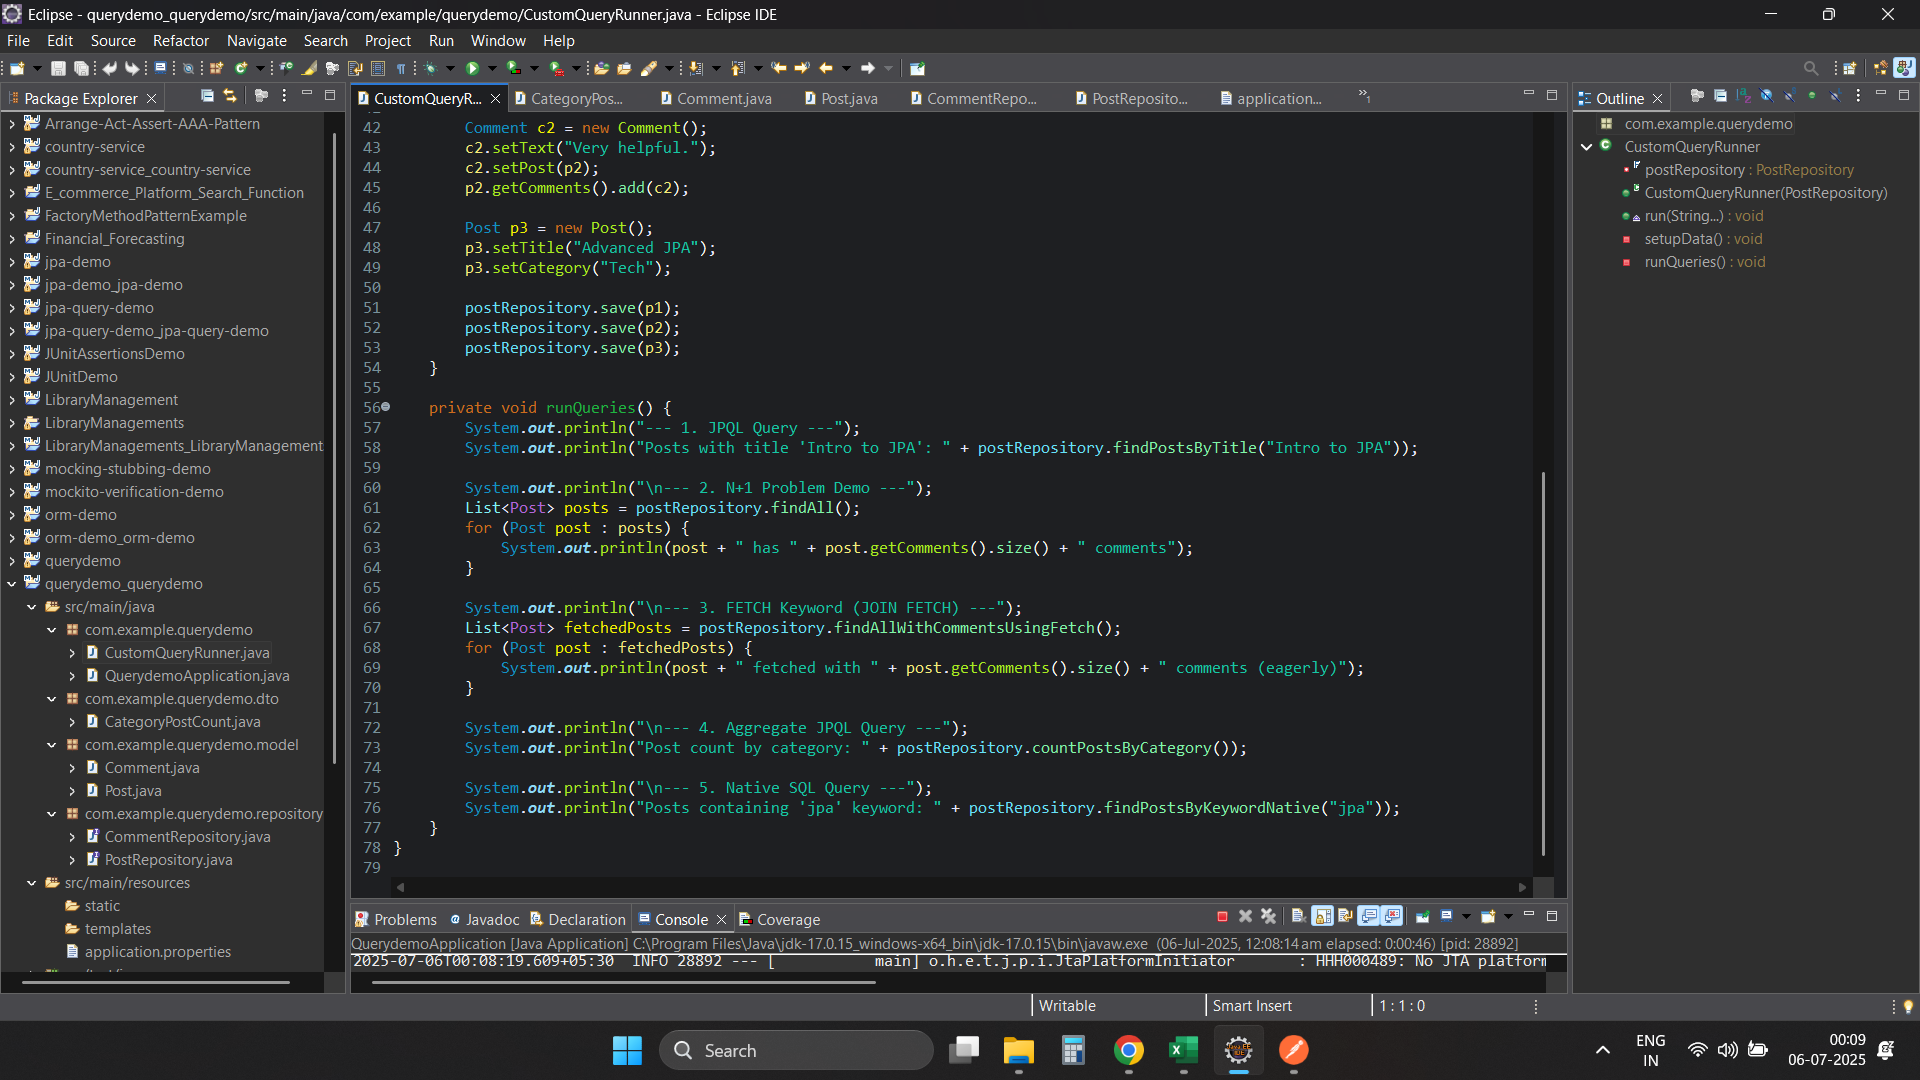 Eclipse - querydemo_querydemo/src/main/java/com/example/querydemo/CustomQueryRunner.java - Eclipse IDE
File Edit Source Refactor Navigate Search Project Run Window Help
Package Explorer
Arrange-Act-Assert-AAA-Pattern
country-service
country-service_country-service
E_commerce_Platform_Search_Function
FactoryMethodPatternExample
Financial_Forecasting
jpa-demo
jpa-demo_jpa-demo
jpa-query-demo
jpa-query-demo_jpa-query-demo
JUnitAssertionsDemo
JUnitDemo
LibraryManagement
LibraryManagements
LibraryManagements_LibraryManagement
mocking-stubbing-demo
mockito-verification-demo
orm-demo
orm-demo_orm-demo
querydemo
querydemo_querydemo
src/main/java
com.example.querydemo
CustomQueryRunner.java
QuerydemoApplication.java
com.example.querydemo.dto
CategoryPostCount.java
com.example.querydemo.model
Comment.java
Post.java
com.example.querydemo.repository
CommentRepository.java
PostRepository.java
src/main/resources
static
templates
application.properties
CustomQueryR... CategoryPos... Comment.java Post.java CommentRepo... PostReposito... application... »1
42 Comment c2 = new Comment();
43 c2.setText("Very helpful.");
44 c2.setPost(p2);
45 p2.getComments().add(c2);
46
47 Post p3 = new Post();
48 p3.setTitle("Advanced JPA");
49 p3.setCategory("Tech");
50
51 postRepository.save(p1);
52 postRepository.save(p2);
53 postRepository.save(p3);
54 }
55
56 private void runQueries() {
57 System.out.println("--- 1. JPQL Query ---");
58 System.out.println("Posts with title 'Intro to JPA': " + postRepository.findPostsByTitle("Intro to JPA"));
59
60 System.out.println("\n--- 2. N+1 Problem Demo ---");
61 List<Post> posts = postRepository.findAll();
62 for (Post post : posts) {
63 System.out.println(post + " has " + post.getComments().size() + " comments");
64 }
65
66 System.out.println("\n--- 3. FETCH Keyword (JOIN FETCH) ---");
67 List<Post> fetchedPosts = postRepository.findAllWithCommentsUsingFetch();
68 for (Post post : fetchedPosts) {
69 System.out.println(post + " fetched with " + post.getComments().size() + " comments (eagerly)");
70 }
71
72 System.out.println("\n--- 4. Aggregate JPQL Query ---");
73 System.out.println("Post count by category: " + postRepository.countPostsByCategory());
74
75 System.out.println("\n--- 5. Native SQL Query ---");
76 System.out.println("Posts containing 'jpa' keyword: " + postRepository.findPostsByKeywordNative("jpa"));
77 }
78 }
79
Outline
com.example.querydemo
CustomQueryRunner
postRepository : PostRepository
CustomQueryRunner(PostRepository)
run(String...) : void
setupData() : void
runQueries() : void
Problems Javadoc Declaration Console Coverage
QuerydemoApplication [Java Application] C:\Program Files\Java\jdk-17.0.15_windows-x64_bin\jdk-17.0.15\bin\javaw.exe (06-Jul-2025, 12:08:14 am elapsed: 0:00:46) [pid: 28892]
2025-07-06T00:08:19.609+05:30 INFO 28892 --- [ main] o.h.e.t.j.p.i.JtaPlatformInitiator : HHH000489: No JTA platform
Writable Smart Insert 1 : 1 : 0
Search
ENG
IN
00:09
06-07-2025